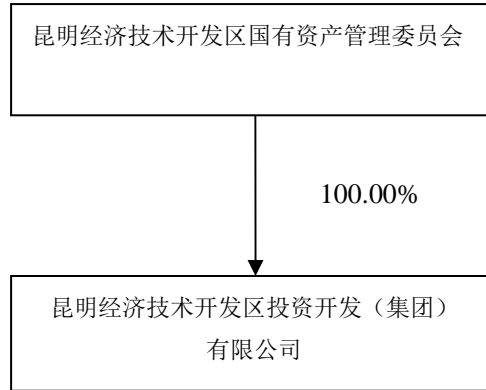 昆明经济技术开发区国有资产管理委员会
100.00%
昆明经济技术开发区投资开发（集团）
有限公司